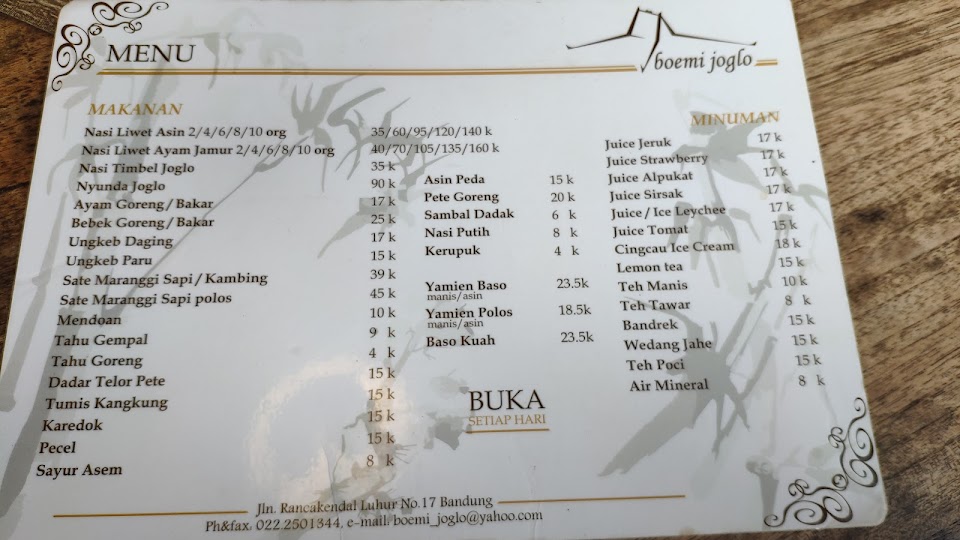 MENU
boemi joglo
MAKANAN
Nasi Liwet Asin 2/4/6/8/10 org 35/60/95/120/140 k
Nasi Liwet Ayam Jamur 2/4/6/8/10 org 40/70/105/135/160 k
Nasi Timbel Joglo 35 k
Nyunda Joglo 90 k
Ayam Goreng / Bakar 17 k
Bebek Goreng / Bakar 25 k
Ungkeb Daging 17 k
Ungkeb Paru 15 k
Sate Maranggi Sapi / Kambing 39 k
Sate Maranggi Sapi polos 45 k
Mendoan 10 k
Tahu Gempal 9 k
Tahu Goreng 4 k
Dadar Telor Pete 15 k
Tumis Kangkung 15 k
Karedok 15 k
Pecel 15 k
Sayur Asem 8 k
Asin Peda 15 k
Pete Goreng 20 k
Sambal Dadak 6 k
Nasi Putih 8 k
Kerupuk 4 k
Yamien Baso 23.5k
manis/asin
Yamien Polos 18.5k
manis/asin
Baso Kuah 23.5k
BUKA
SETIAP HARI
MINUMAN
Juice Jeruk 17 k
Juice Strawberry 17 k
Juice Alpukat 17 k
Juice Sirsak 17 k
Juice / Ice Leychee 17 k
Juice Tomat 15 k
Cingcau Ice Cream 18 k
Lemon tea 15 k
Teh Manis 10 k
Teh Tawar 8 k
Bandrek 15 k
Wedang Jahe 15 k
Teh Poci 15 k
Air Mineral 8 k
Jln. Rancakendal Luhur No.17 Bandung
Ph&fax. 022.2501344, e-mail: boemi_joglo@yahoo.com